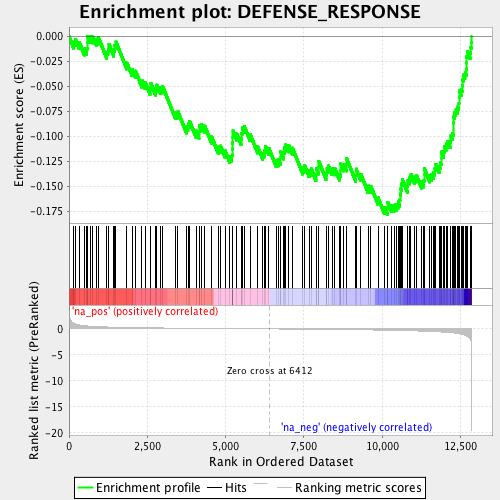 Enrichment plot: DEFENSE_RESPONSE
Enrichment score (ES)
0.000
-0.025
-0.050
-0.075
-0.100
-0.125
-0.150
-0.175
'na_pos' (positively correlated)
Ranked list metric (PreRanked)
0
-5
-10
-15
-20
Zero cross at 6412
'na_neg' (negatively correlated)
0
2,500
5,000
7,500
10,000
12,500
Rank in Ordered Dataset
Enrichment profile
Hits
Ranking metric scores